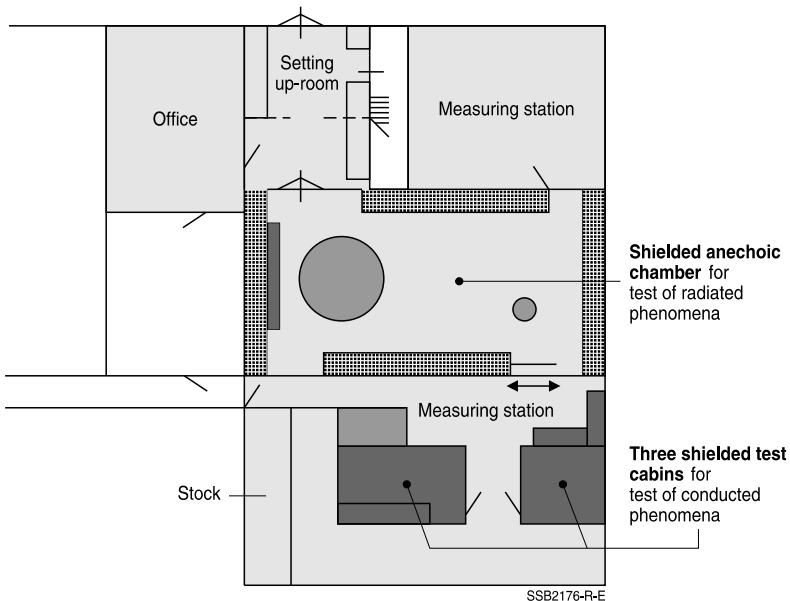 Setting
up-room
Office
Measuring station
Shielded anechoic
chamber for
test of radiated
phenomena
Measuring station
Three shielded test
cabins for
test of conducted
phenomena
Stock
SSB2176-R-E